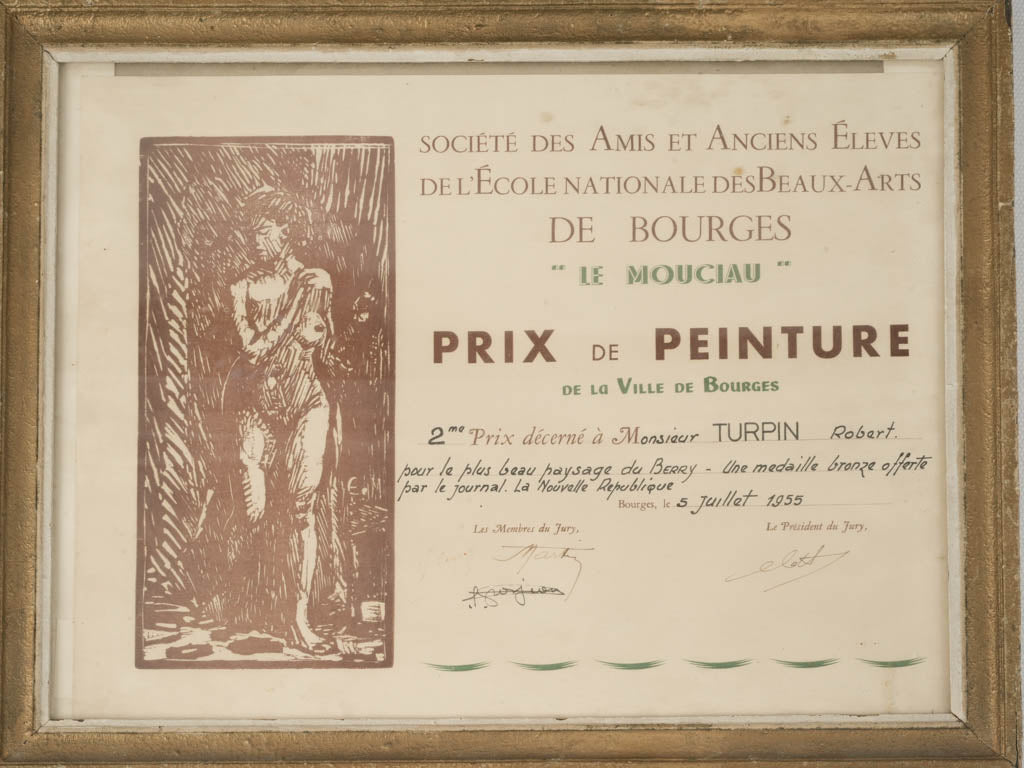 SOCIÉTÉ DES AMIS ET ANCIENS ÉLEVES
DE L'ÉCOLE NATIONALE DES BEAUX-ARTS
DE BOURGES
“ LE MOUCIAU “
PRIX DE PEINTURE
DE LA VILLE DE BOURGES
2me Prix décerné à Monsieur TURPIN Robert.
pour le plus beau paysage du BERRY - Une medaille bronze offerte
par le journal. La Nouvelle Republique
Bourges, le 5 Juillet 1955
Les Membres du Jury, Le Président du Jury,